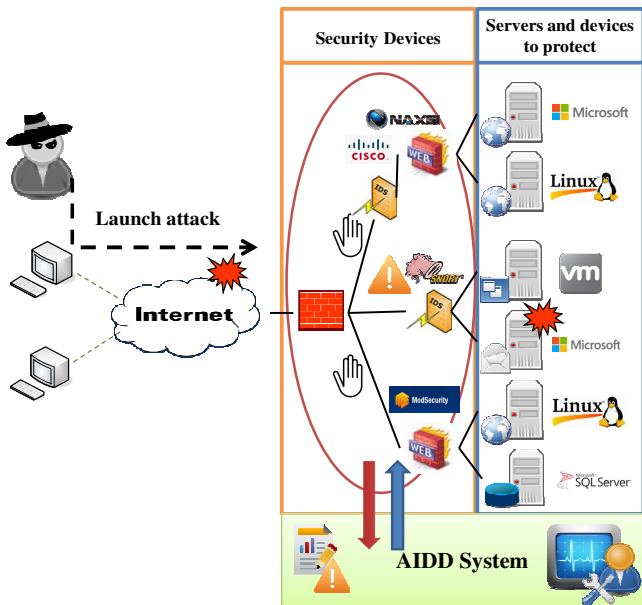 Security Devices
Servers and devices
to protect
NAXSI
CISCO
WEB
Microsoft
IDS
Linux
Launch attack
SNORT
vm
IDS
Internet
Microsoft
ModSecurity
Linux
WEB
Microsoft
SQL Server
AIDD System